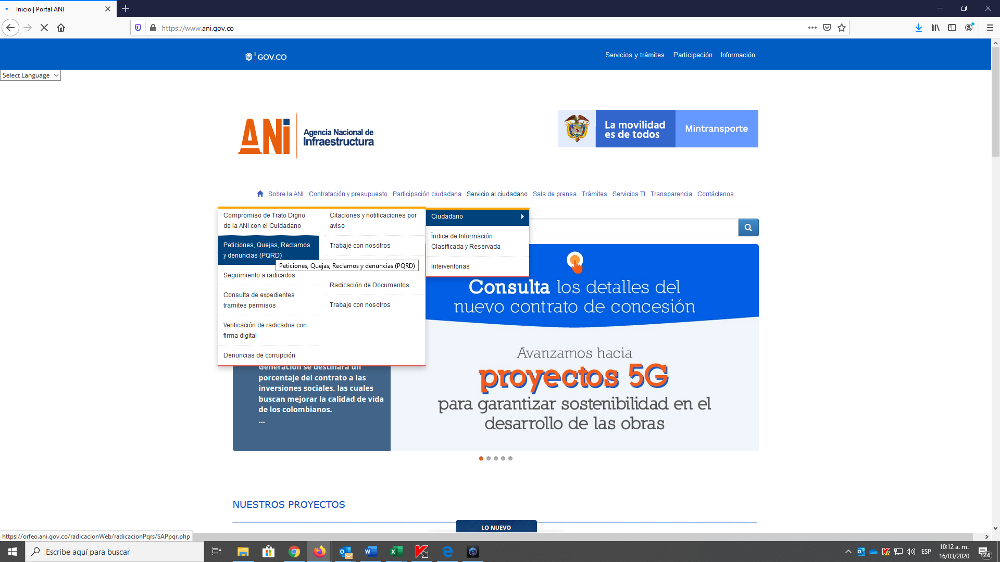 Inicio | Portal ANI
https://www.ani.gov.co
GOV.CO
Servicios y trámites Participación Información
Select Language
ANi
Agencia Nacional de
Infraestructura
La movilidad
es de todos
Mintransporte
Sobre la ANI Contratación y presupuesto Participación ciudadana Servicio al ciudadano Sala de prensa Trámites Servicios TI Transparencia Contáctenos
Compromiso de Trato Digno
de la ANI con el Cuidadano
Peticiones, Quejas, Reclamos
y denuncias (PQRD)
Seguimiento a radicados
Consulta de expedientes
tramites permisos
Verificación de radicados con
firma digital
Denuncias de corrupción
Citaciones y notificaciones por
aviso
Trabaje con nosotros
Peticiones, Quejas, Reclamos y denuncias (PQRD)
Radicación de Documentos
Trabaje con nosotros
Ciudadano
Índice de Información
Clasificada y Reservada
Interventorias
Consulta los detalles del
nuevo contrato de concesión
Avanzamos hacia
proyectos 5G
para garantizar sostenibilidad en el
desarrollo de las obras
Generación se destinará un
porcentaje del contrato a las
inversiones sociales, las cuales
buscan mejorar la calidad de vida
de los colombianos.
...
NUESTROS PROYECTOS
LO NUEVO
https://orfeo.ani.gov.co/radicacionWeb/radicacionPqrs/SAPpqr.php
Escribe aquí para buscar
ESP
10:12 a. m.
16/03/2020
24